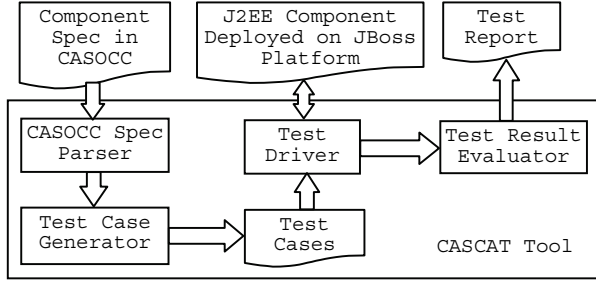 Component
Spec in
CASOCC
J2EE Component
Deployed on JBoss
Platform
Test
Report
CASOCC Spec
Parser
Test
Driver
Test Result
Evaluator
Test Case
Generator
Test
Cases
CASCAT Tool